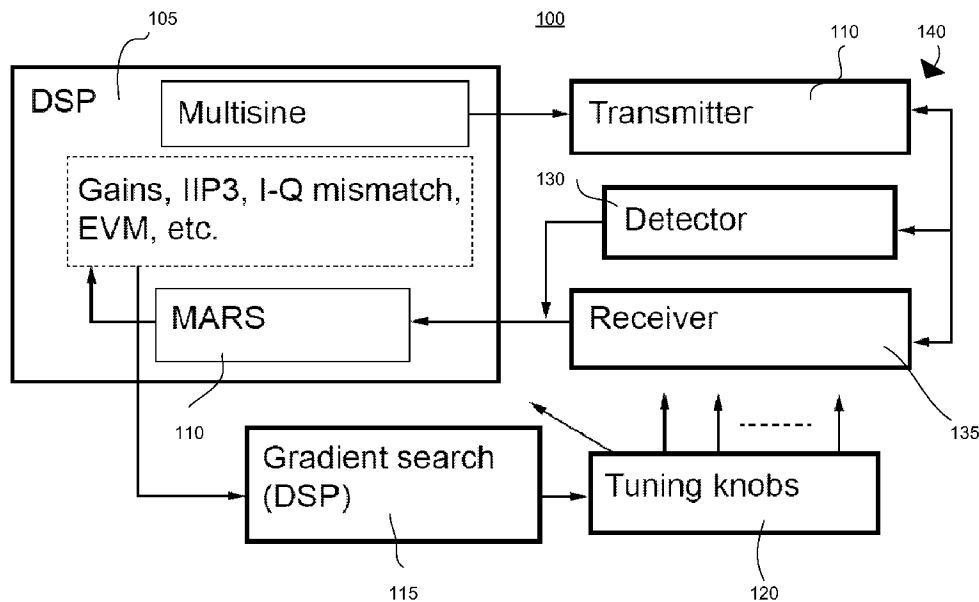 100
105
DSP
Multisine
Gains, IIP3, I-Q mismatch,
EVM, etc.
MARS
110
110
140
Transmitter
130
Detector
Receiver
135
Gradient search
(DSP)
115
Tuning knobs
120